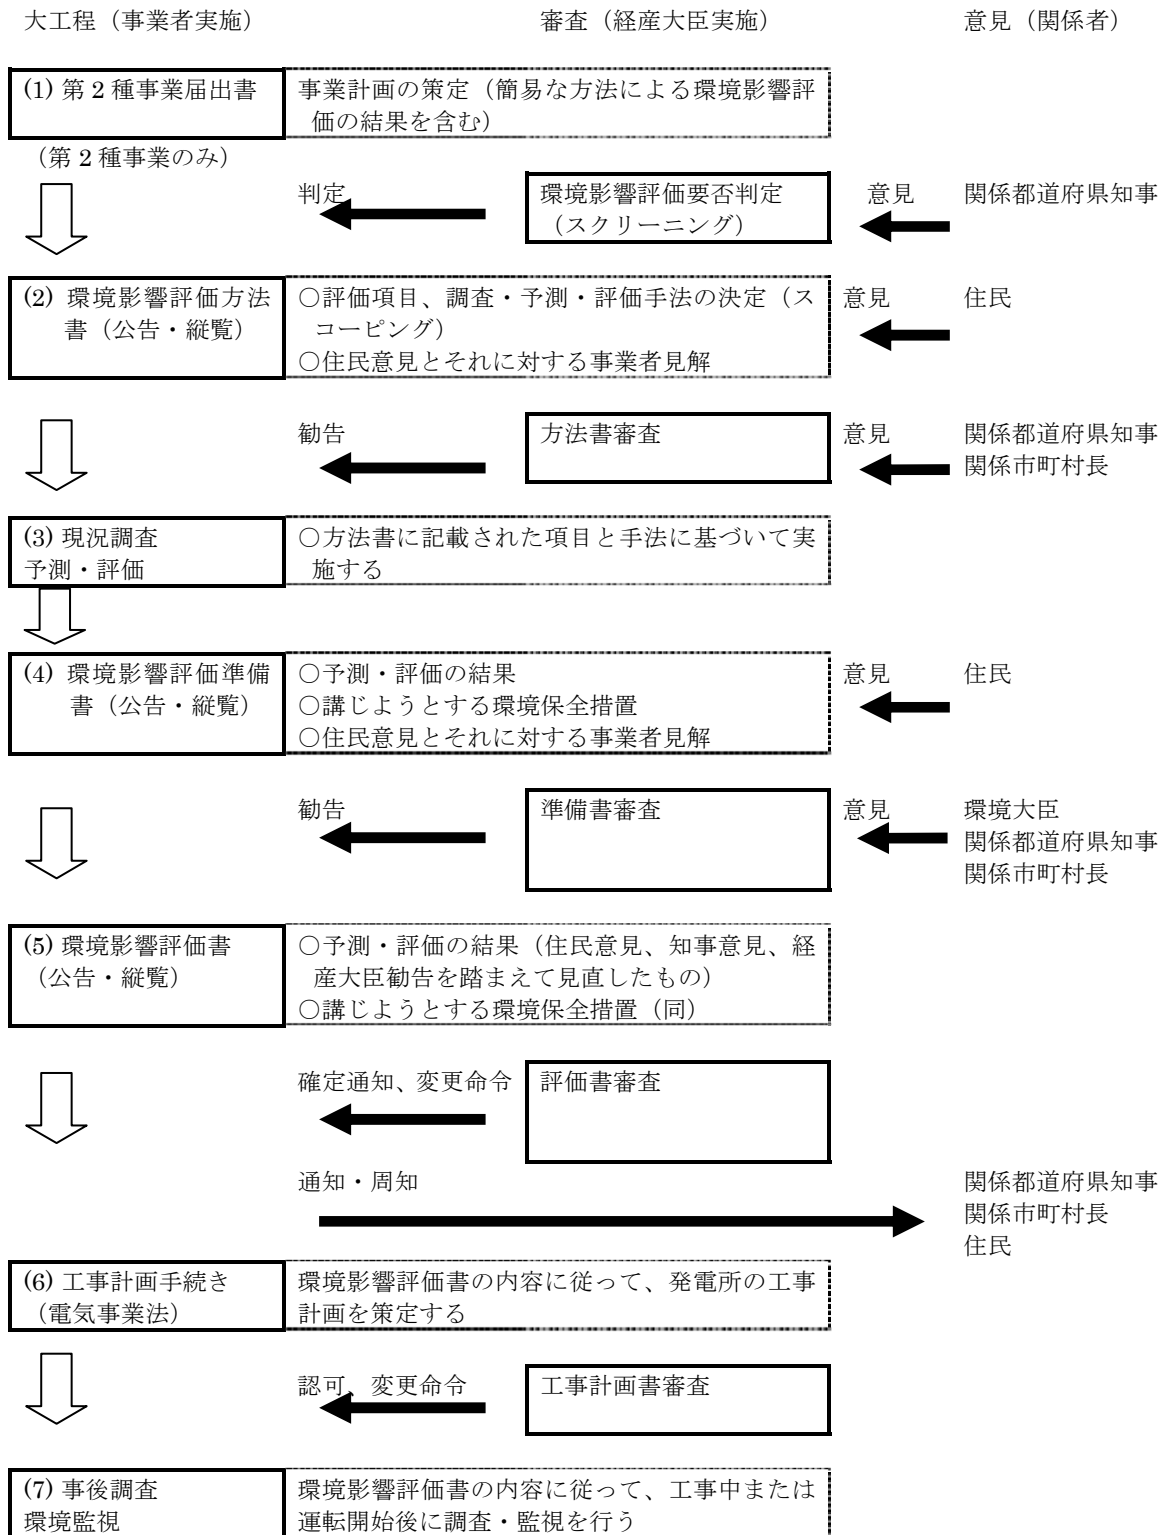 大工程（事業者実施）　審査（経産大臣実施）　意見（関係者）
(1) 第2種事業届出書
事業計画の策定（簡易な方法による環境影響評
価の結果を含む）
（第2種事業のみ）
判定
環境影響評価要否判定
（スクリーニング）
意見
関係都道府県知事
(2) 環境影響評価方法
書（公告・縦覧）
○評価項目、調査・予測・評価手法の決定（ス
コーピング）
○住民意見とそれに対する事業者見解
意見
住民
勧告
方法書審査
意見
関係都道府県知事
関係市町村長
(3) 現況調査
予測・評価
○方法書に記載された項目と手法に基づいて実
施する
(4) 環境影響評価準備
書（公告・縦覧）
○予測・評価の結果
○講じようとする環境保全措置
○住民意見とそれに対する事業者見解
意見
住民
勧告
準備書審査
意見
環境大臣
関係都道府県知事
関係市町村長
(5) 環境影響評価書
（公告・縦覧）
○予測・評価の結果（住民意見、知事意見、経
産大臣勧告を踏まえて見直したもの）
○講じようとする環境保全措置（同）
確定通知、変更命令
評価書審査
通知・周知
関係都道府県知事
関係市町村長
住民
(6) 工事計画手続き
（電気事業法）
環境影響評価書の内容に従って、発電所の工事
計画を策定する
認可、変更命令
工事計画書審査
(7) 事後調査
環境監視
環境影響評価書の内容に従って、工事中または
運転開始後に調査・監視を行う